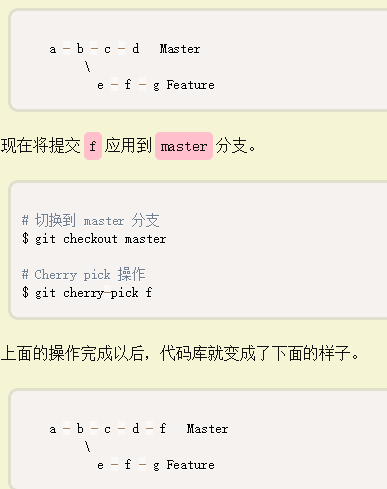 a - b - c - d   Master
\
e - f - g Feature
现在将提交 f 应用到 master 分支。
# 切换到 master 分支
$ git checkout master
# Cherry pick 操作
$ git cherry-pick f
上面的操作完成以后，代码库就变成了下面的样子。
a - b - c - d - f   Master
\
e - f - g Feature